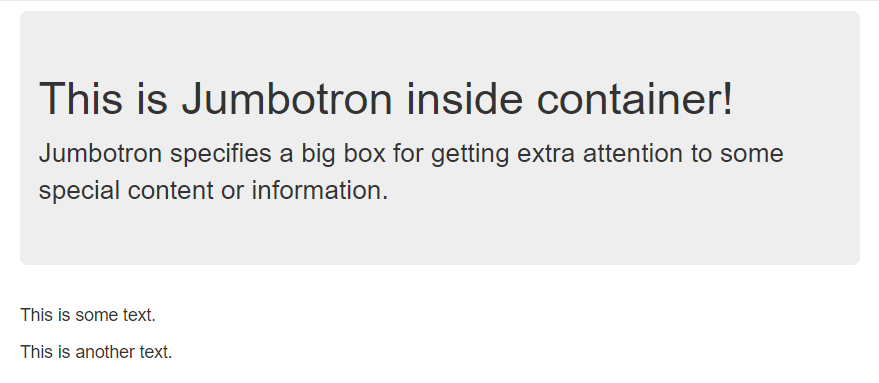 This is Jumbotron inside container!
Jumbotron specifies a big box for getting extra attention to some
special content or information.
This is some text.
This is another text.